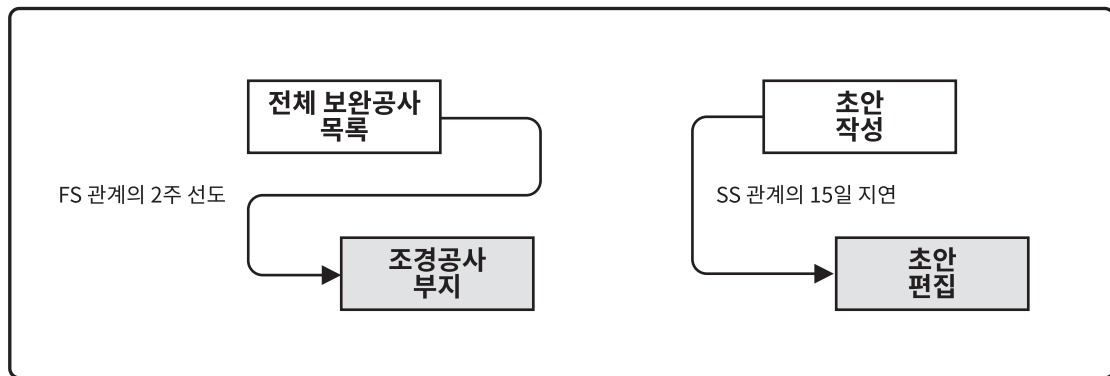 전체 보완공사
목록
FS 관계의 2주 선도
조경공사
부지
초안
작성
SS 관계의 15일 지연
초안
편집